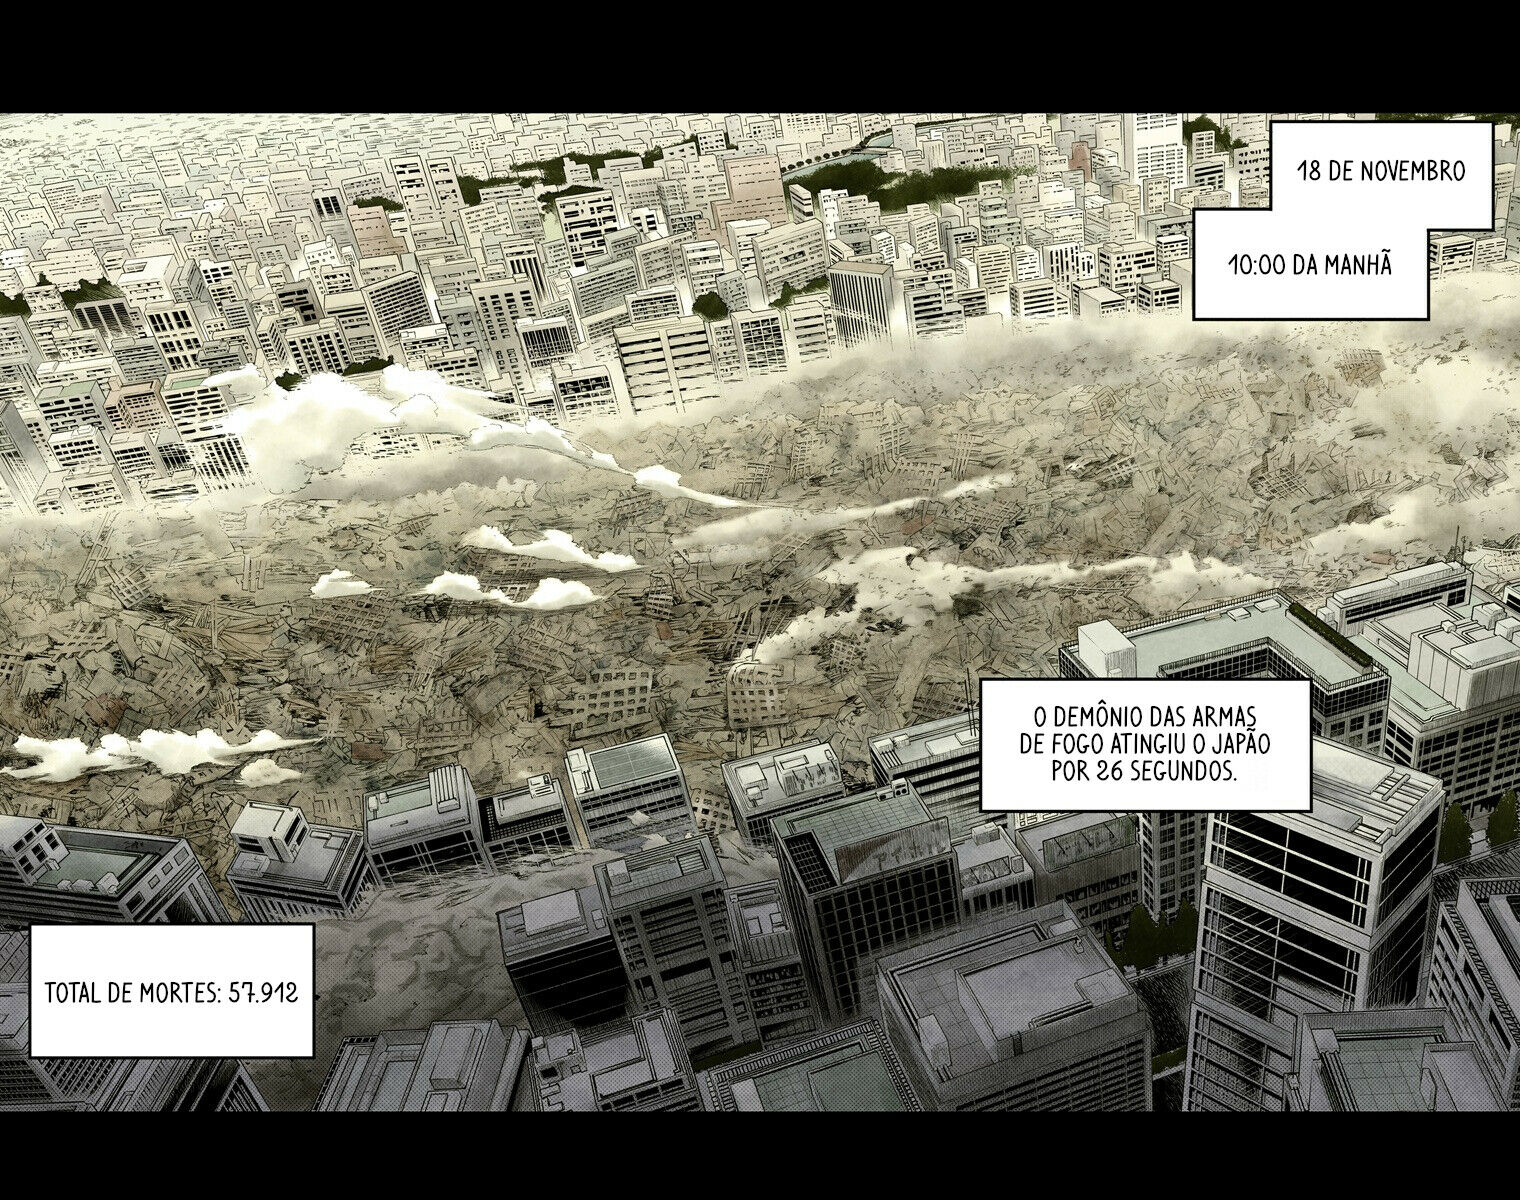 18 DE NOVEMBRO
10:00 DA MANHÃ
O DEMÔNIO DAS ARMAS
DE FOGO ATINGIU O JAPÃO
POR 26 SEGUNDOS.
TOTAL DE MORTES: 57.912